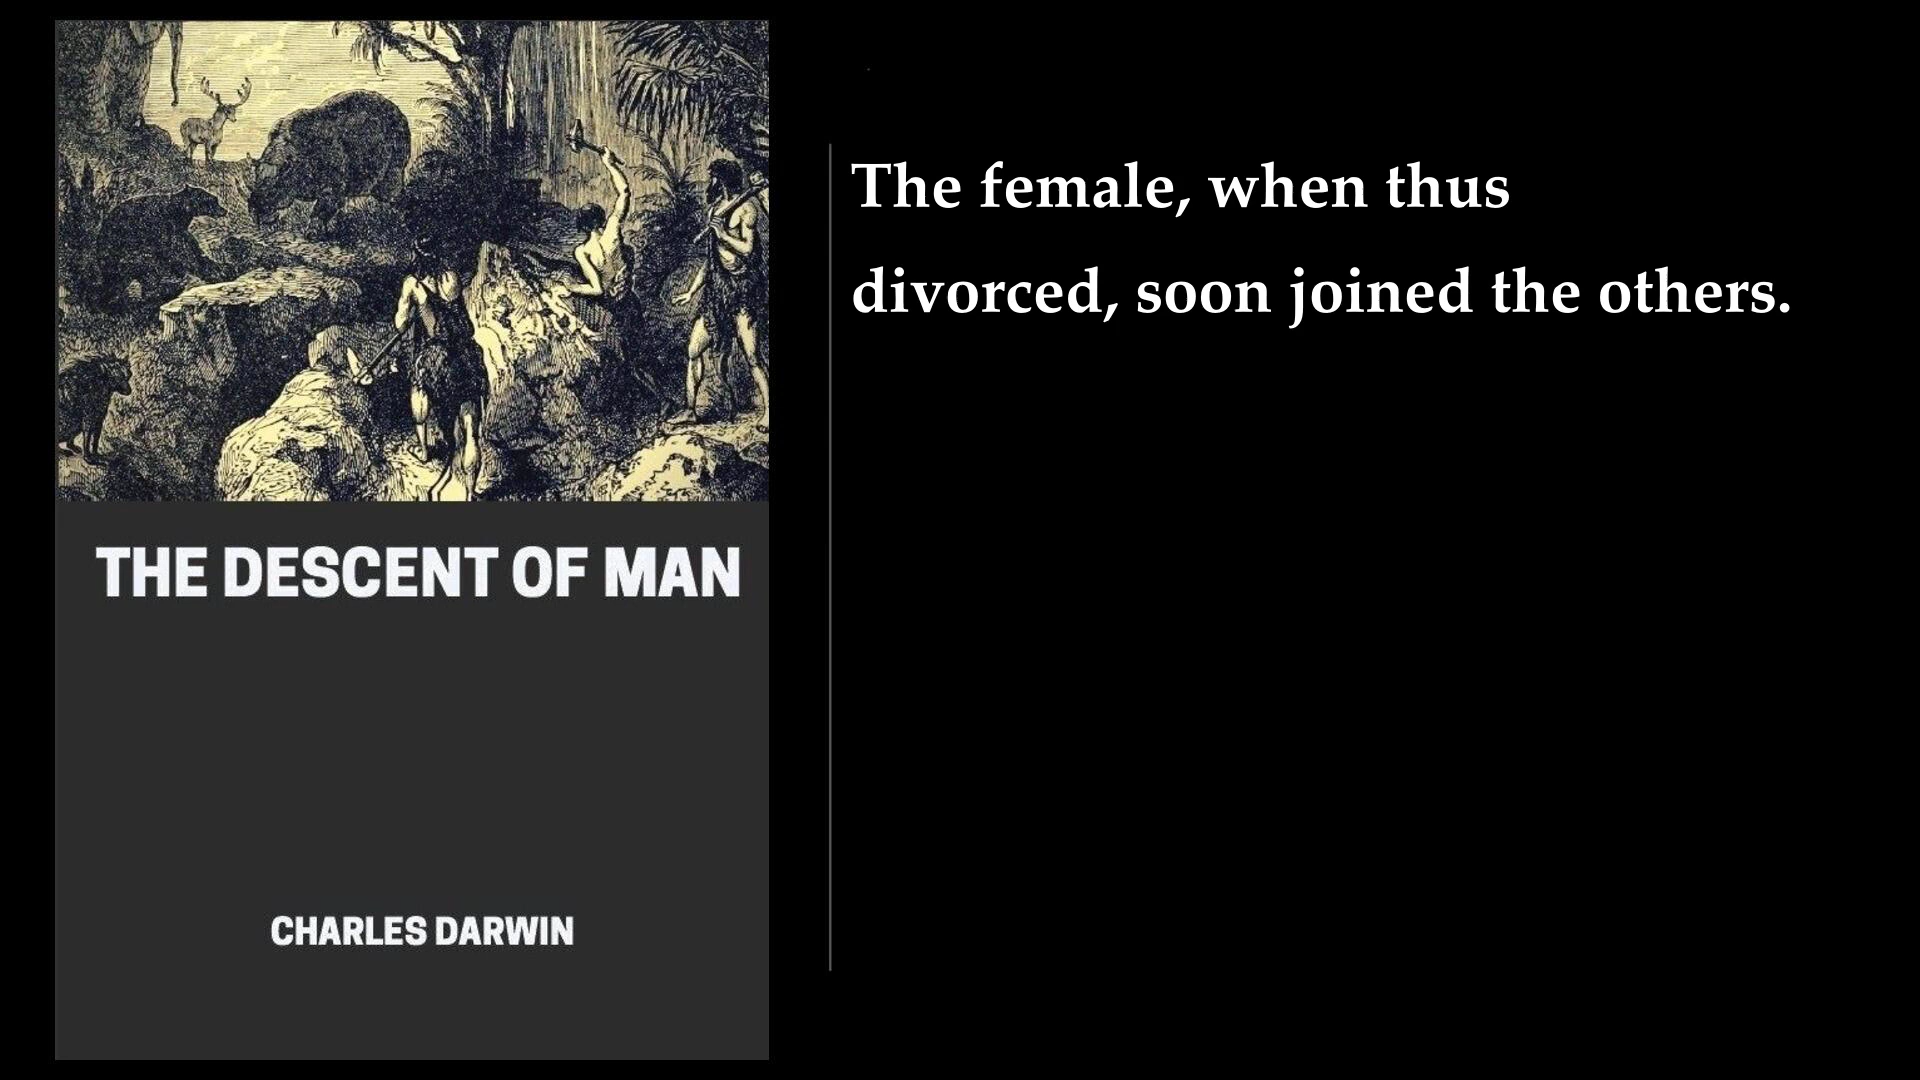 THE DESCENT OF MAN
CHARLES DARWIN
The female, when thus
divorced, soon joined the others.